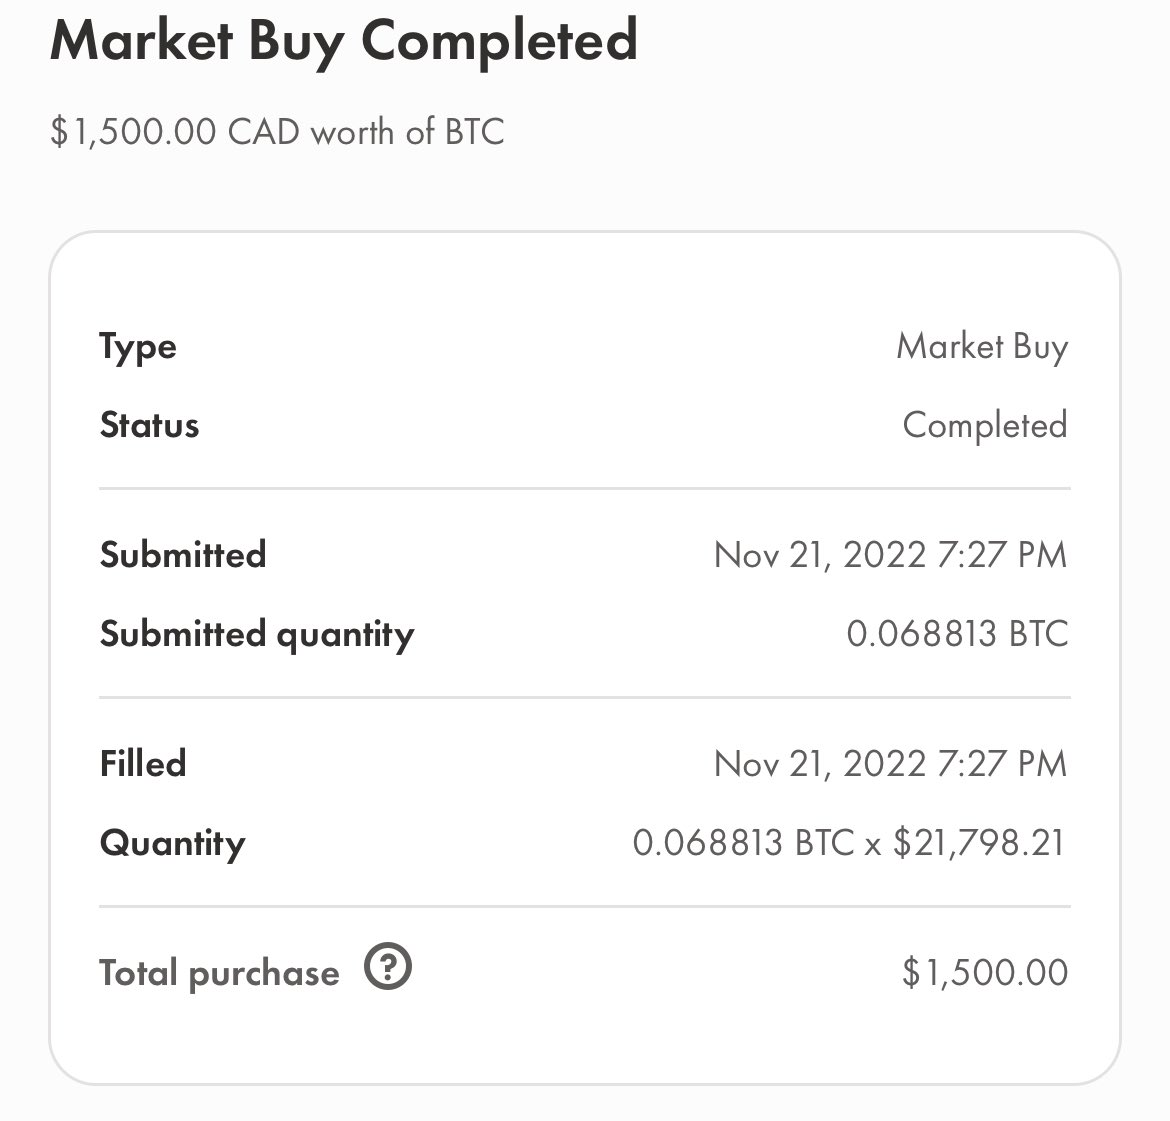 Market Buy Completed
$1,500.00 CAD worth of BTC
Type Market Buy
Status Completed
Submitted Nov 21, 2022 7:27 PM
Submitted quantity 0.068813 BTC
Filled Nov 21, 2022 7:27 PM
Quantity 0.068813 BTC x $21,798.21
Total purchase ? $1,500.00